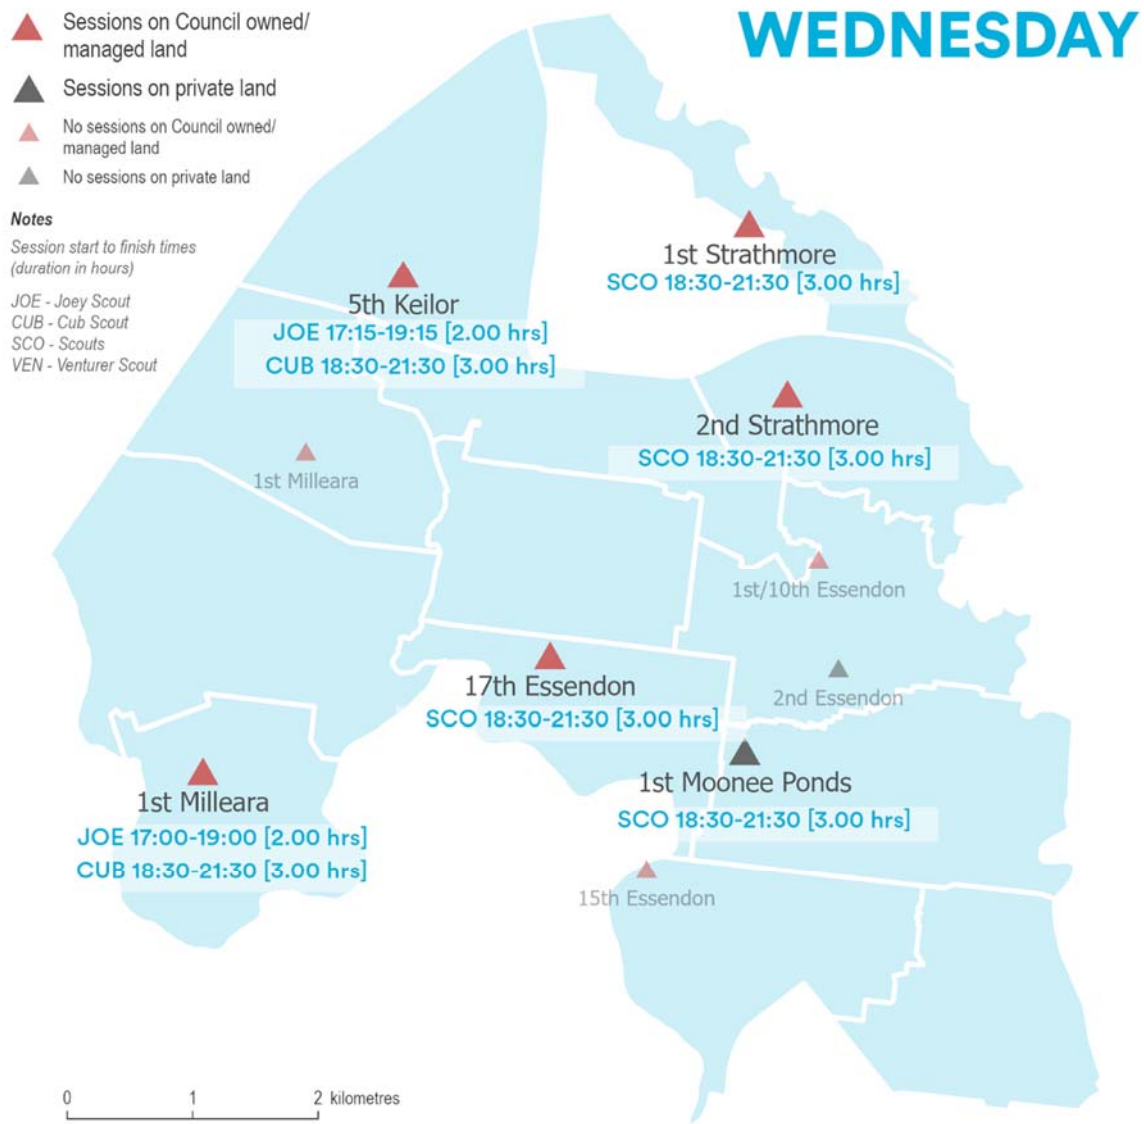 WEDNESDAY
Sessions on Council owned/
managed land
Sessions on private land
No sessions on Council owned/
managed land
No sessions on private land
Notes
Session start to finish times
(duration in hours)
JOE - Joey Scout
CUB - Cub Scout
SCO - Scouts
VEN - Venturer Scout
1st Strathmore
SCO 18:30-21:30 [3.00 hrs]
5th Keilor
JOE 17:15-19:15 [2.00 hrs]
CUB 18:30-21:30 [3.00 hrs]
2nd Strathmore
SCO 18:30-21:30 [3.00 hrs]
1st Milleara
1st/10th Essendon
17th Essendon
SCO 18:30-21:30 [3.00 hrs]
2nd Essendon
1st Moonee Ponds
SCO 18:30-21:30 [3.00 hrs]
1st Milleara
JOE 17:00-19:00 [2.00 hrs]
CUB 18:30-21:30 [3.00 hrs]
15th Essendon
0 1 2 kilometres